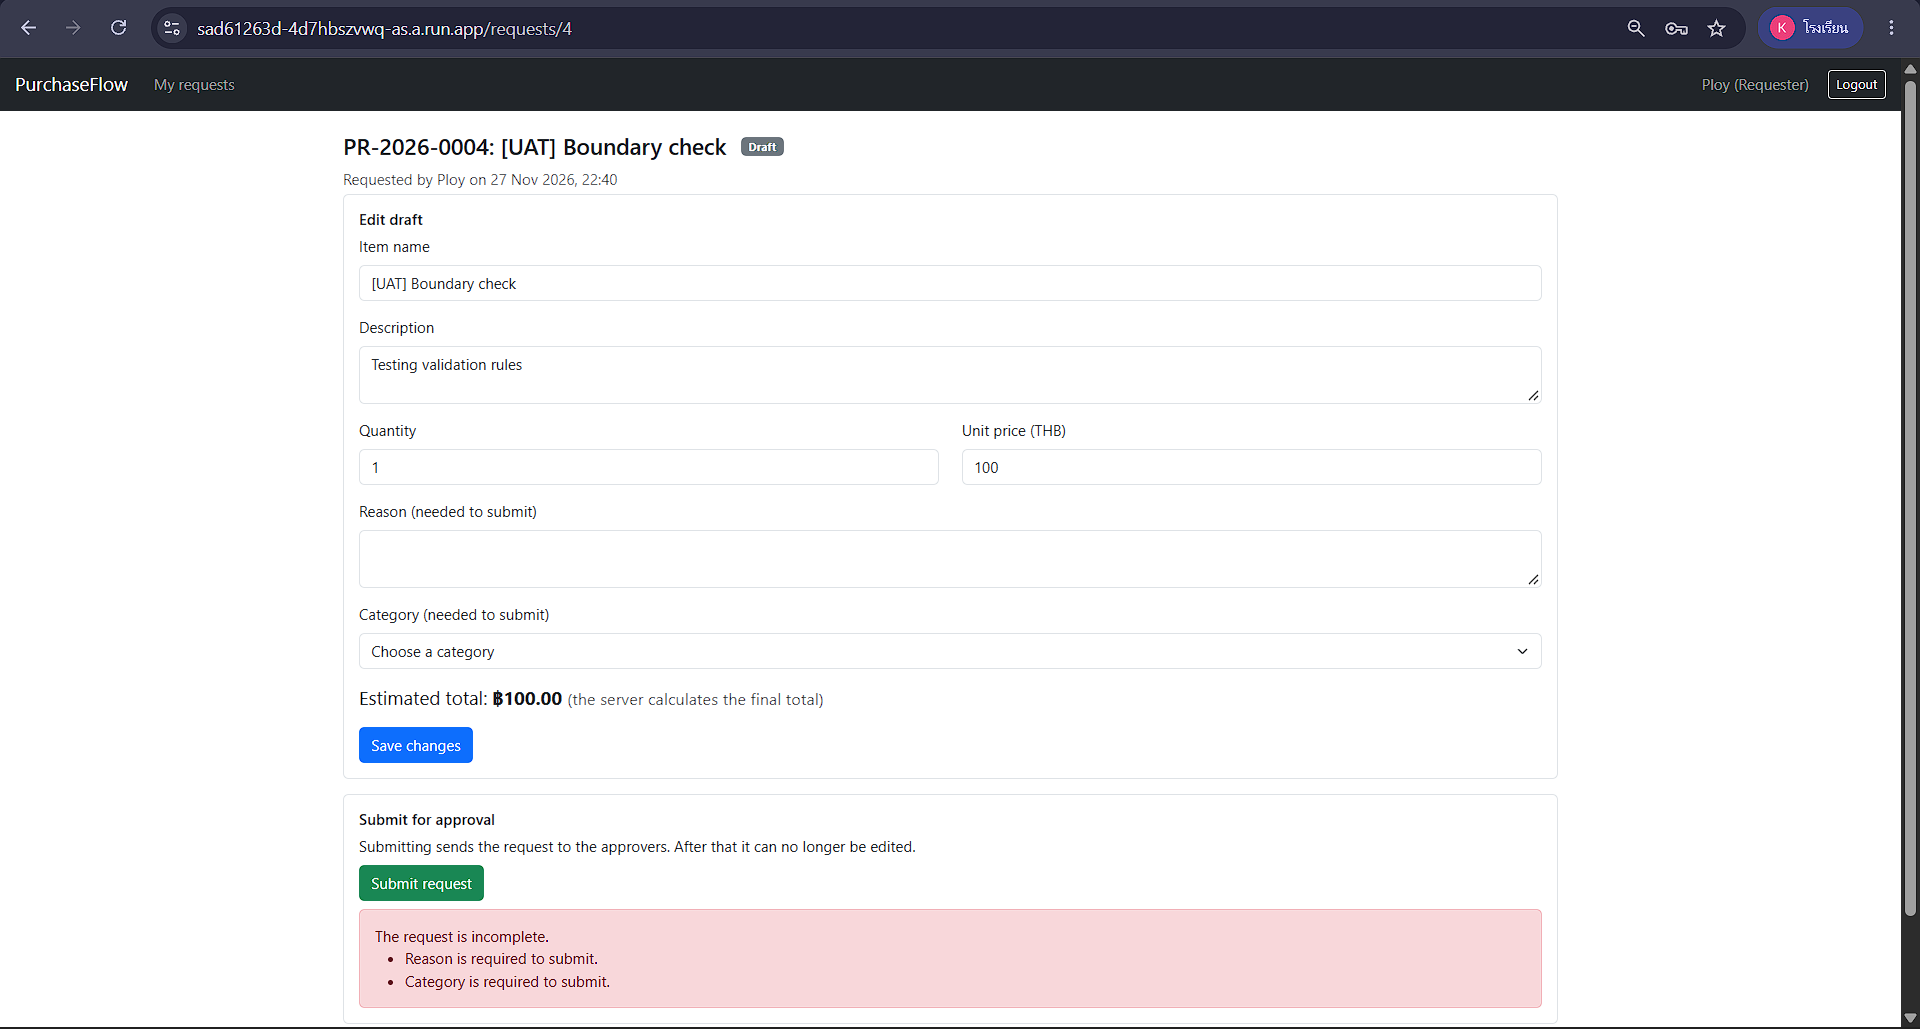 sad61263d-4d7hbszvwq-as.a.run.app/requests/4
K โรงเรียน
PurchaseFlow My requests Ploy (Requester) Logout
PR-2026-0004: [UAT] Boundary check Draft
Requested by Ploy on 27 Nov 2026, 22:40
Edit draft
Item name
[UAT] Boundary check
Description
Testing validation rules
Quantity Unit price (THB)
1 100
Reason (needed to submit)
Category (needed to submit)
Choose a category
Estimated total: ฿100.00 (the server calculates the final total)
Save changes
Submit for approval
Submitting sends the request to the approvers. After that it can no longer be edited.
Submit request
The request is incomplete.
• Reason is required to submit.
• Category is required to submit.